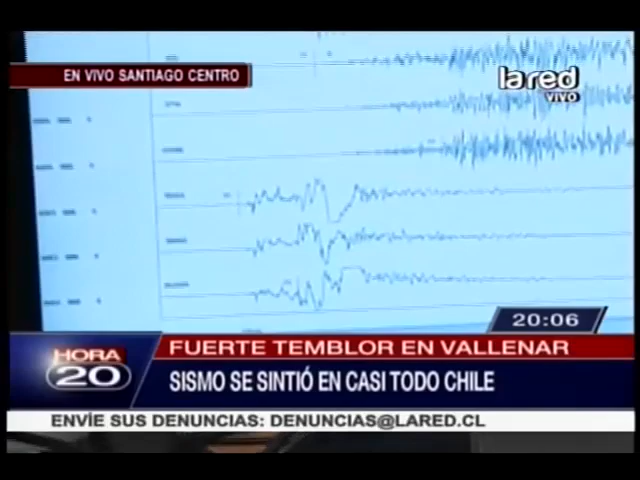 EN VIVO SANTIAGO CENTRO
la red
VIVO
20:06
HORA
20
FUERTE TEMBLOR EN VALLENAR
SISMO SE SINTIÓ EN CASI TODO CHILE
ENVÍE SUS DENUNCIAS: DENUNCIAS@LARED.CL